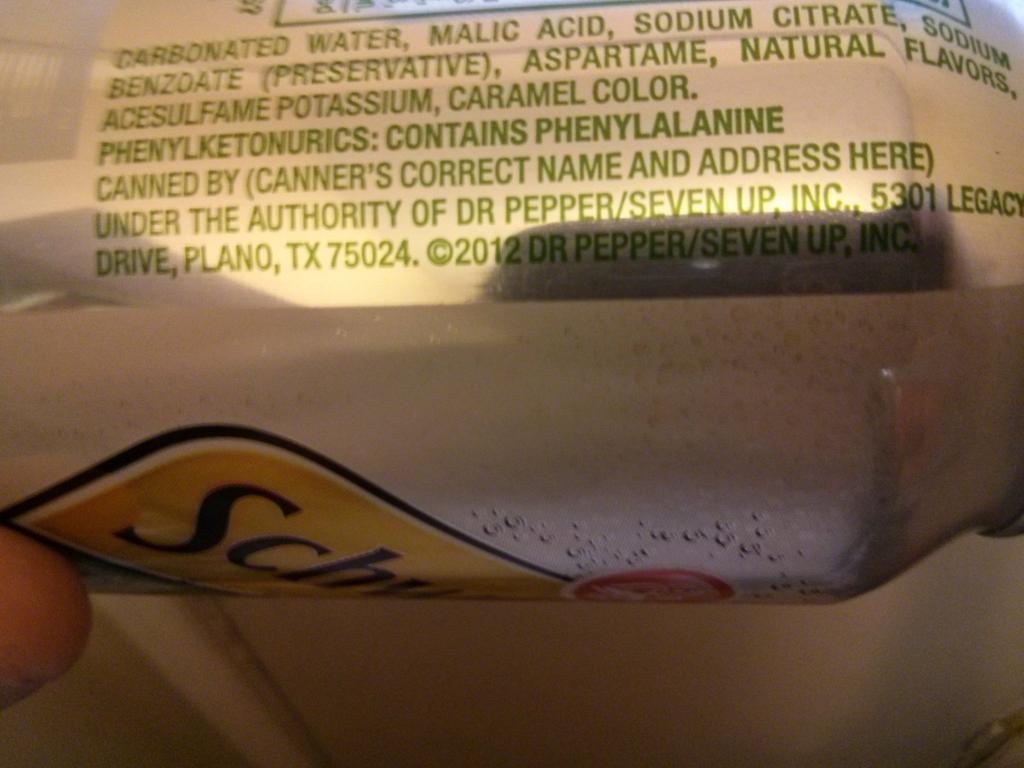 CARBONATED WATER, MALIC ACID, SODIUM CITRATE, SODIUM
BENZOATE (PRESERVATIVE), ASPARTAME, NATURAL FLAVORS,
ACESULFAME POTASSIUM, CARAMEL COLOR.
PHENYLKETONURICS: CONTAINS PHENYLALANINE
CANNED BY (CANNER'S CORRECT NAME AND ADDRESS HERE)
UNDER THE AUTHORITY OF DR PEPPER/SEVEN UP, INC., 5301 LEGACY
DRIVE, PLANO, TX 75024. ©2012 DR PEPPER/SEVEN UP, INC.
Sch